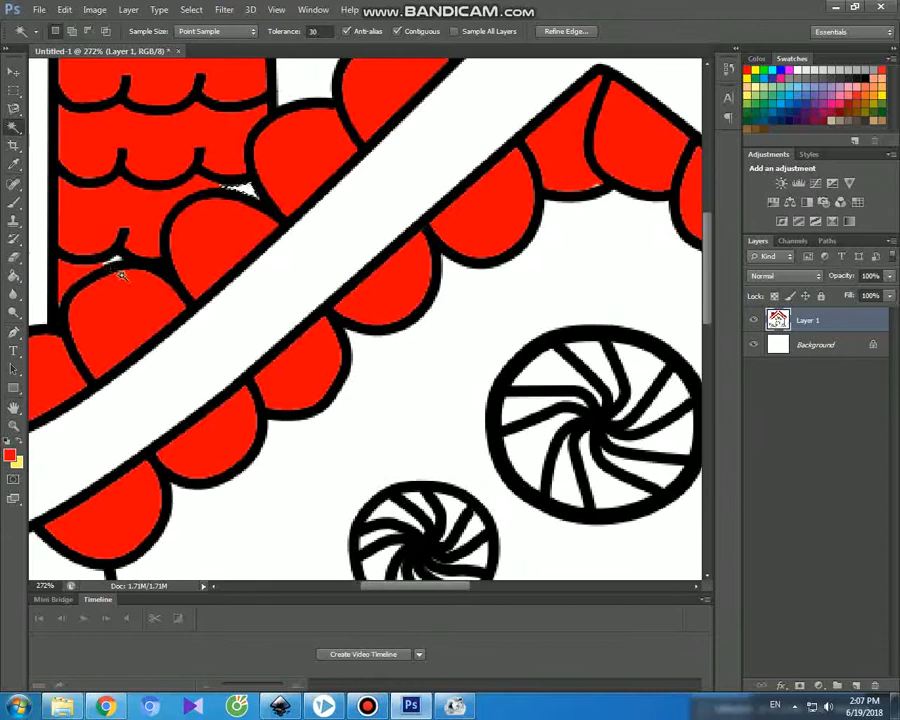 Ps File Edit Image Layer Type Select Filter 3D View Window Help www.BANDICAM.com
Sample Size: Point Sample Tolerance: 30 Anti-alias Contiguous Sample All Layers Refine Edge... Essentials
Untitled-1 @ 272% (Layer 1, RGB/8) * ×
Color Swatches
Adjustments Styles
Add an adjustment
Layers Channels Paths
Kind
Normal Opacity: 100%
Lock: Fill: 100%
Layer 1
Background
272% Doc: 1.71M/1.71M
Mini Bridge Timeline
Create Video Timeline
fx
Ps EN 2:07 PM
6/19/2018